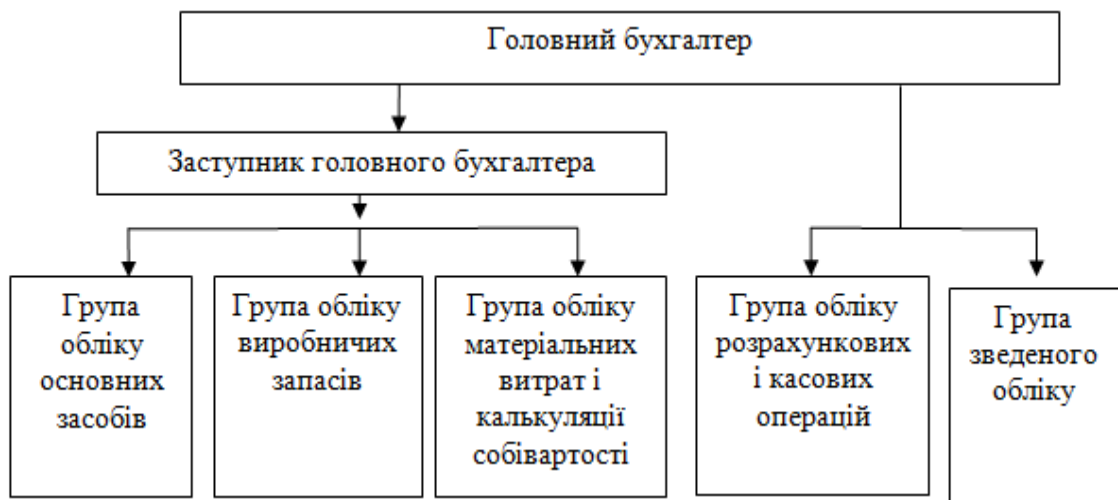 Головний бухгалтер
Заступник головного бухгалтера
Група
обліку
основних
засобів
Група обліку
виробничих
запасів
Група обліку
матеріальних
витрат і
калькуляції
собівартості
Група обліку
розрахункових
і касових
операцій
Група
зведеного
обліку